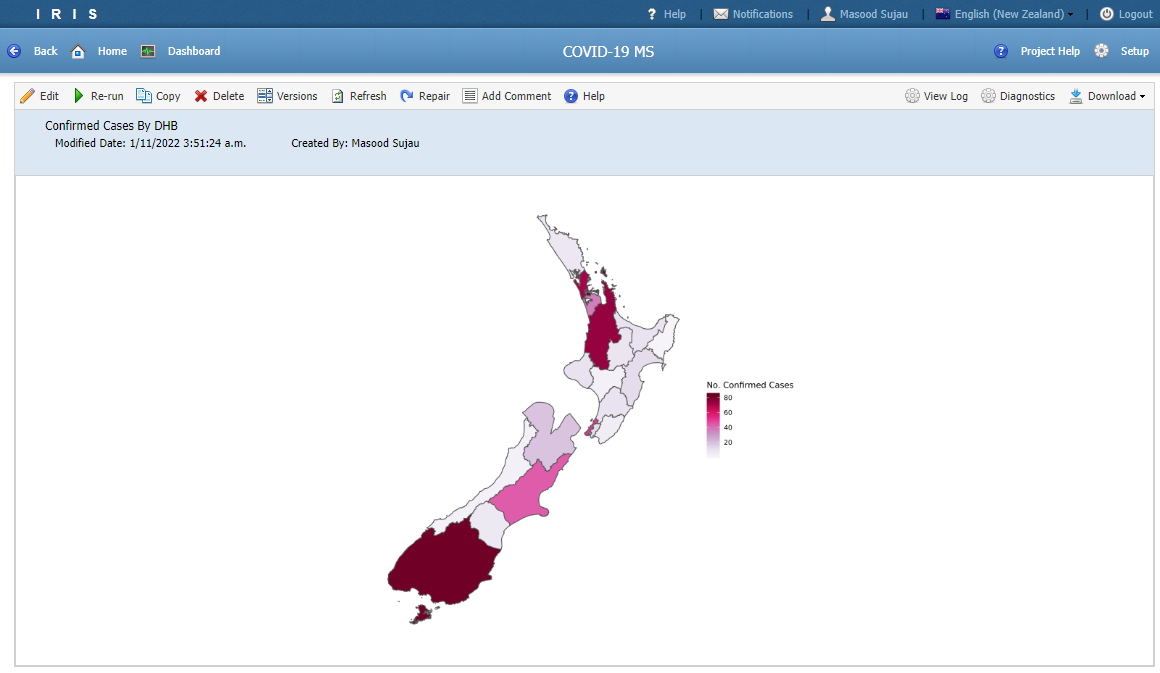 I R I S
Help | Notifications | Masood Sujau | English (New Zealand) | Logout
Back Home Dashboard COVID-19 MS Project Help Setup
Edit Re-run Copy Delete Versions Refresh Repair Add Comment Help View Log Diagnostics Download
Confirmed Cases By DHB
Modified Date: 1/11/2022 3:51:24 a.m. Created By: Masood Sujau
No. Confirmed Cases
80
60
40
20